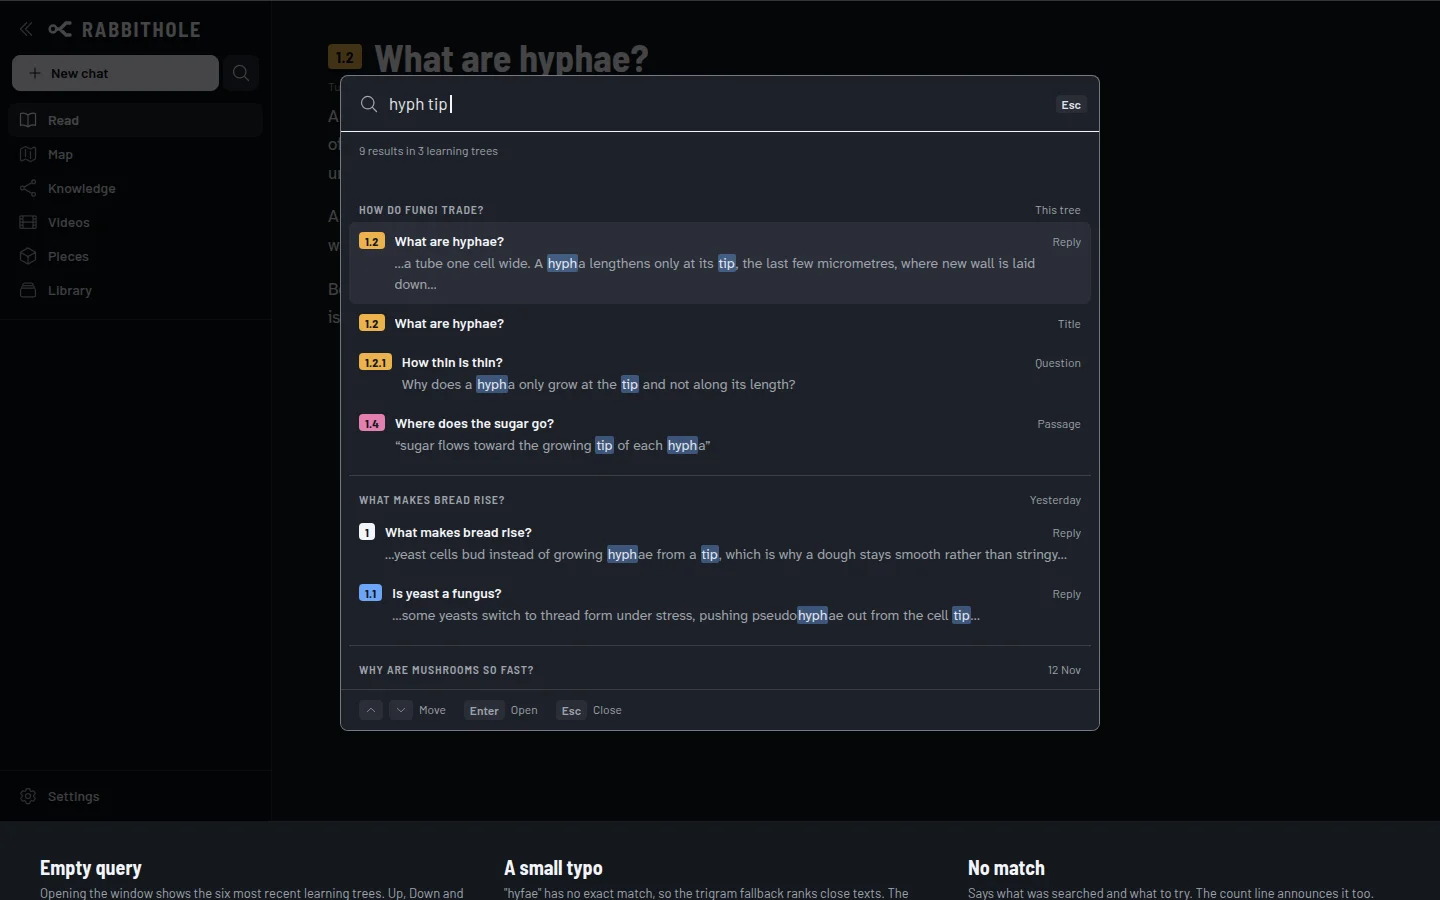 RABBITHOLE
New chat
Read
Map
Knowledge
Videos
Pieces
Library
Settings
1.2 What are hyphae?
Tu
A
of
un
A
w
B
is
hyph tip
Esc
9 results in 3 learning trees
HOW DO FUNGI TRADE?
This tree
1.2 What are hyphae?
Reply
...a tube one cell wide. A hypha lengthens only at its tip, the last few micrometres, where new wall is laid
down...
1.2 What are hyphae?
Title
1.2.1 How thin is thin?
Question
Why does a hypha only grow at the tip and not along its length?
1.4 Where does the sugar go?
Passage
“sugar flows toward the growing tip of each hypha”
WHAT MAKES BREAD RISE?
Yesterday
1 What makes bread rise?
Reply
...yeast cells bud instead of growing hyphae from a tip, which is why a dough stays smooth rather than stringy...
1.1 Is yeast a fungus?
Reply
...some yeasts switch to thread form under stress, pushing pseudohyphae out from the cell tip...
WHY ARE MUSHROOMS SO FAST?
12 Nov
Move
Enter Open
Esc Close
Empty query
Opening the window shows the six most recent learning trees. Up, Down and
A small typo
"hyfae" has no exact match, so the trigram fallback ranks close texts. The
No match
Says what was searched and what to try. The count line announces it too.